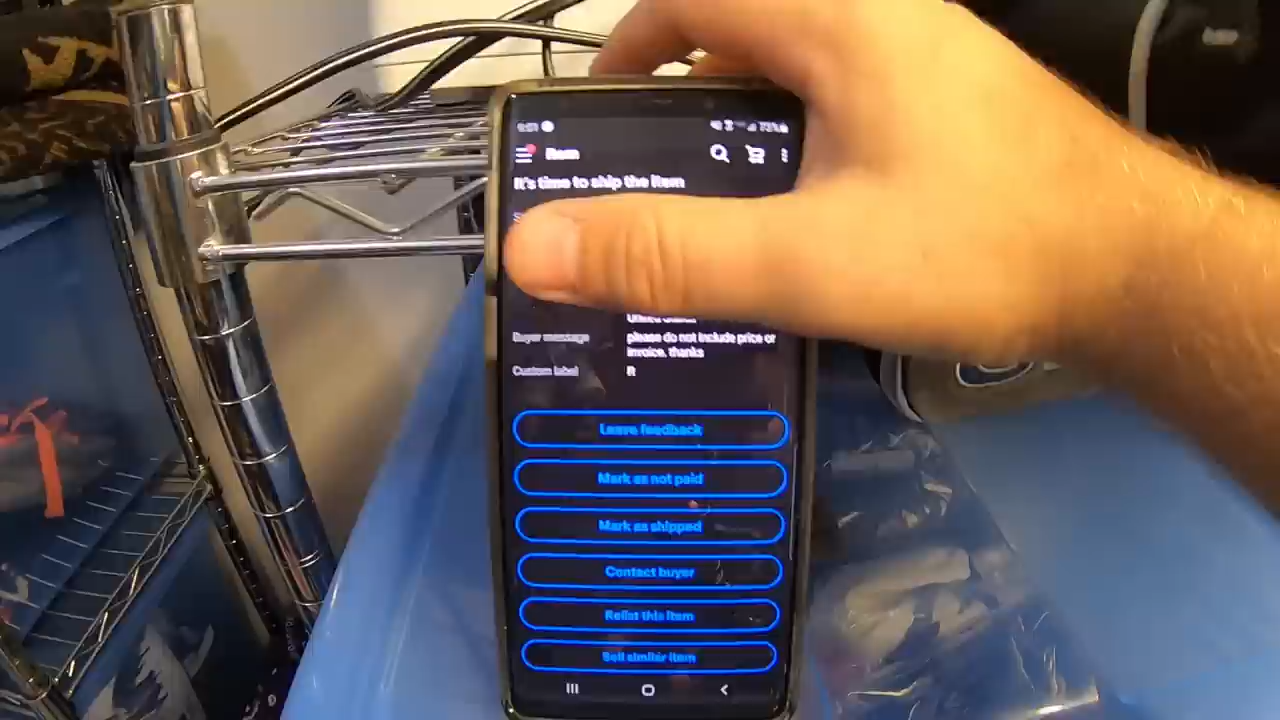 Item
It's time to ship the item
Buyer message
please do not include price or
invoice, thanks
Custom label
Leave feedback
Mark as not paid
Mark as shipped
Contact buyer
Relist this item
Sell similar item